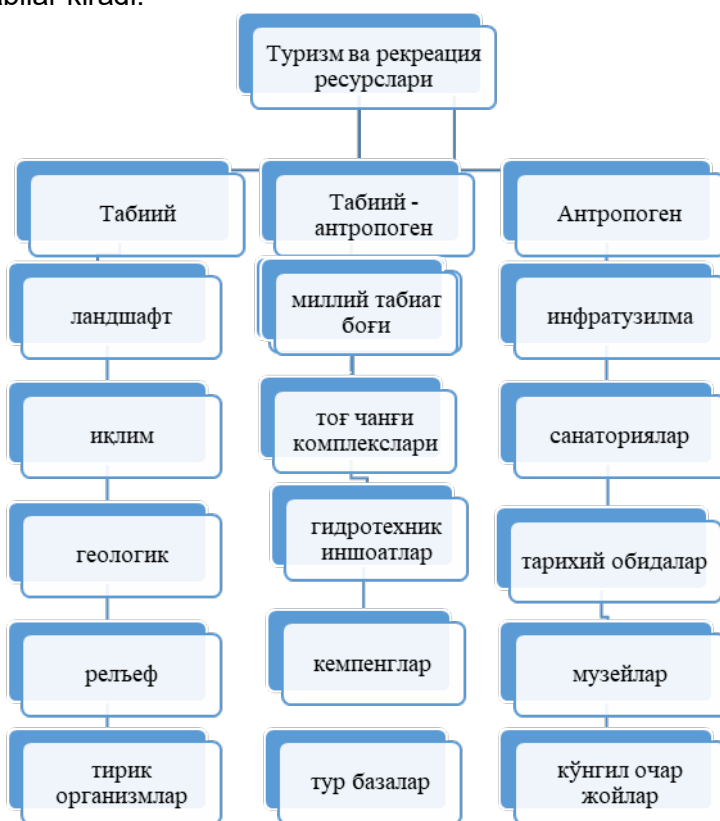 kiradi.
Туризм ва рекреация
ресурслари
Табиий
Табиий -
антропоген
Антропоген
ландшафт
миллий табиат
боғи
инфратузилма
иқлим
тоғ чанғи
комплекслари
санаториялар
геологик
гидротехник
иншоатлар
тарихий обидалар
релъеф
кемпенглар
музейлар
тирик
организмлар
тур базалар
кўнгил очар
жойлар